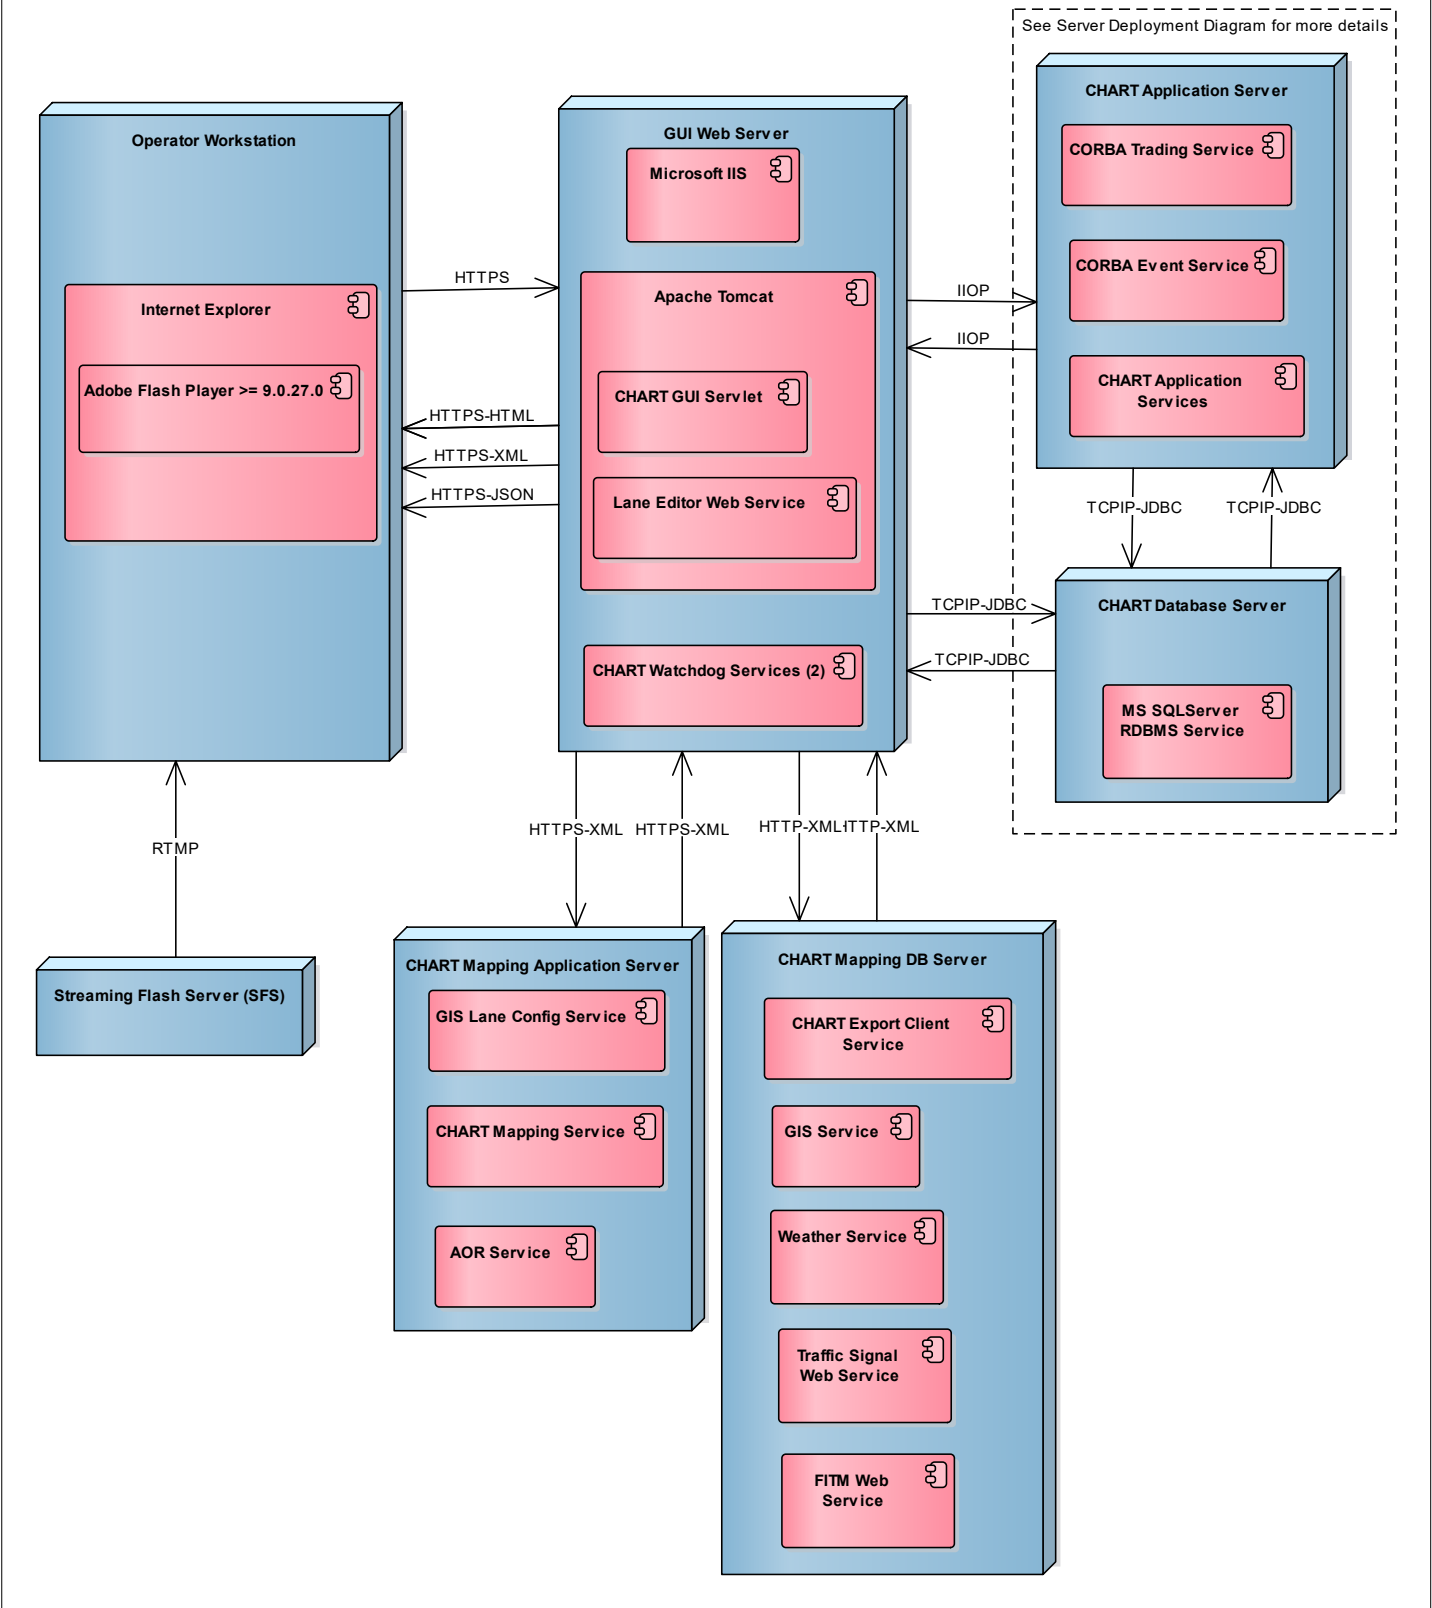 See Server Deployment Diagram for more details
CHART Application Server
CORBA Trading Service
CORBA Event Service
CHART Application
Services
Operator Workstation
Internet Explorer
Adobe Flash Player >= 9.0.27.0
GUI Web Server
Microsoft IIS
Apache Tomcat
CHART GUI Servlet
Lane Editor Web Service
CHART Watchdog Services (2)
HTTPS
HTTPS-HTML
HTTPS-XML
HTTPS-JSON
IIOP
IIOP
TCPIP-JDBC
TCPIP-JDBC
TCPIP-JDBC
TCPIP-JDBC
CHART Database Server
MS SQLServer
RDBMS Service
RTMP
HTTPS-XML
HTTPS-XML
HTTP-XML
HTTP-XML
Streaming Flash Server (SFS)
CHART Mapping Application Server
GIS Lane Config Service
CHART Mapping Service
AOR Service
CHART Mapping DB Server
CHART Export Client
Service
GIS Service
Weather Service
Traffic Signal
Web Service
FITM Web
Service